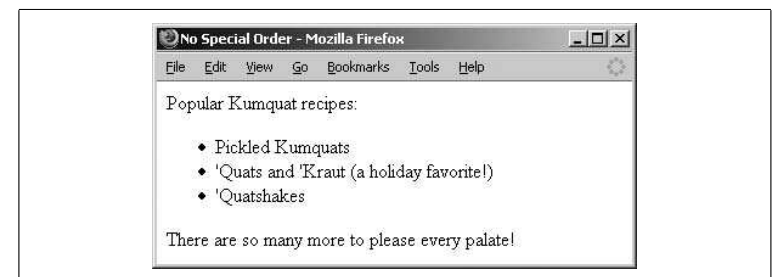 No Special Order - Mozilla Firefox
File Edit View Go Bookmarks Tools Help
Popular Kumquat recipes:
• Pickled Kumquats
• 'Quats and 'Kraut (a holiday favorite!)
• 'Quatshakes
There are so many more to please every palate!